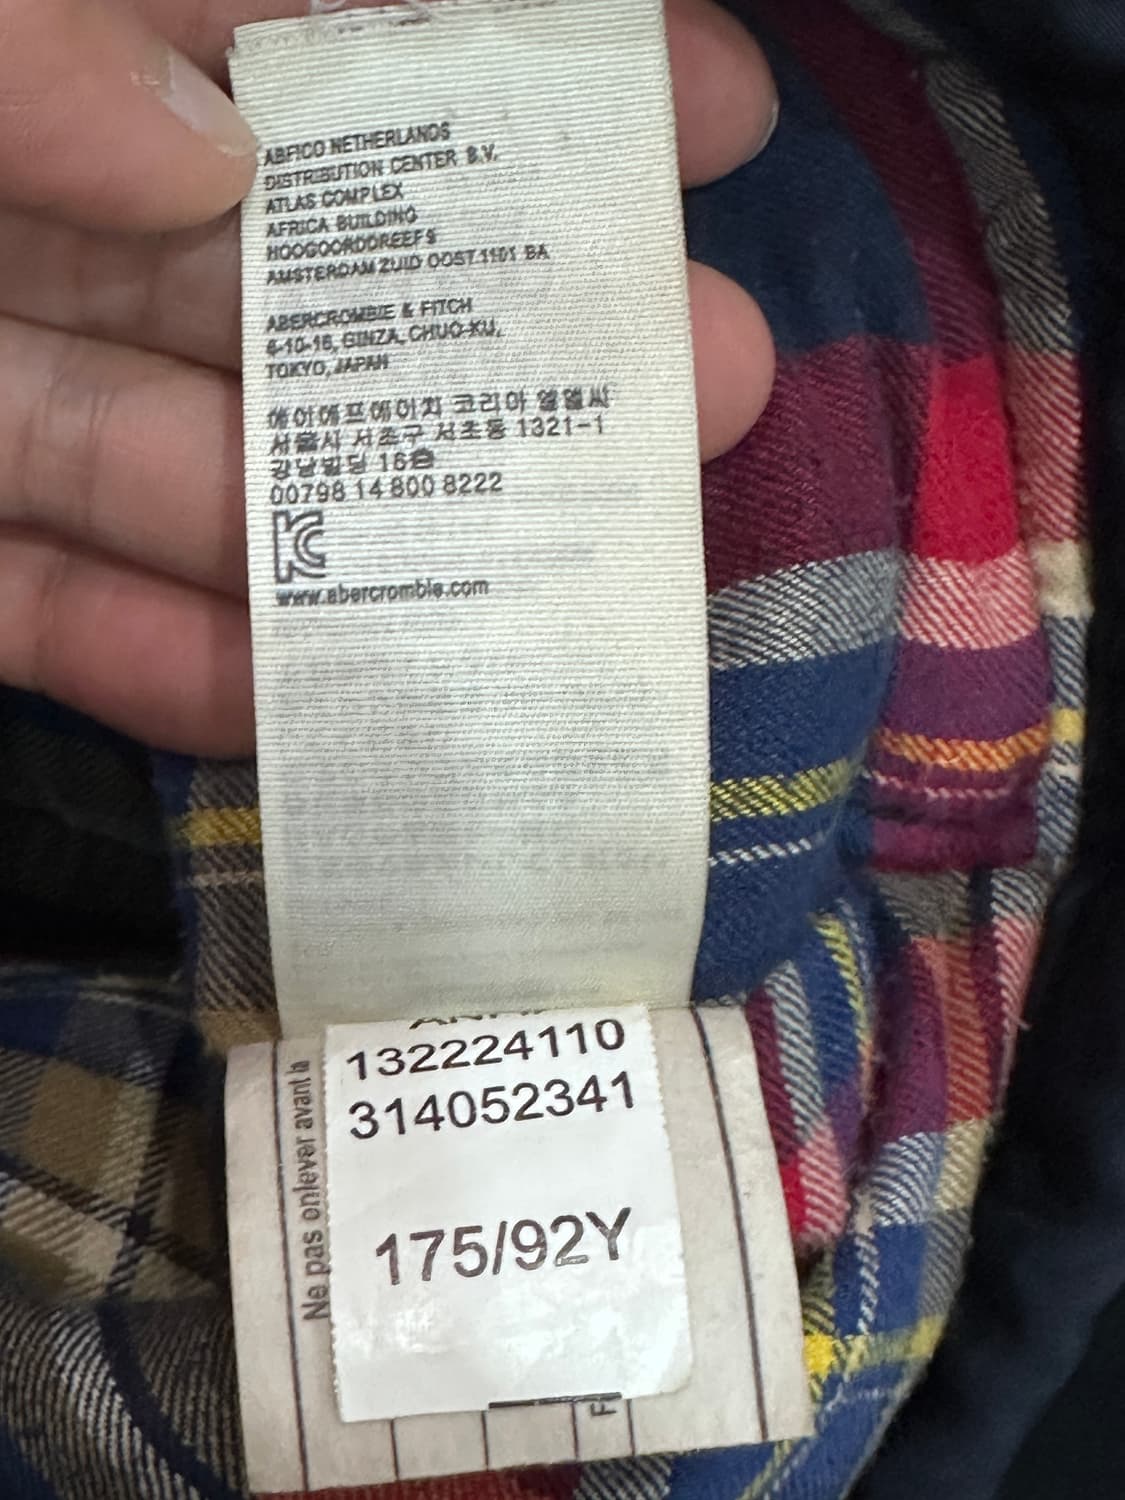 ABFICO NETHERLANDS
DISTRIBUTION CENTER B.V.
ATLAS COMPLEX
AFRICA BUILDING
HOOGOORDDREEF 5
AMSTERDAM ZUID OOST 1101 BA
ABERCROMBIE & FITCH
6-10-16, GINZA, CHUO-KU,
TOKYO, JAPAN
에이에프에이치 코리아 엘엘씨
서울시 서초구 서초동 1321-1
강남빌딩 16층
00798 14 800 8222
www.abercrombie.com
132224110
314052341
175/92Y
Ne pas enlever avant la
F